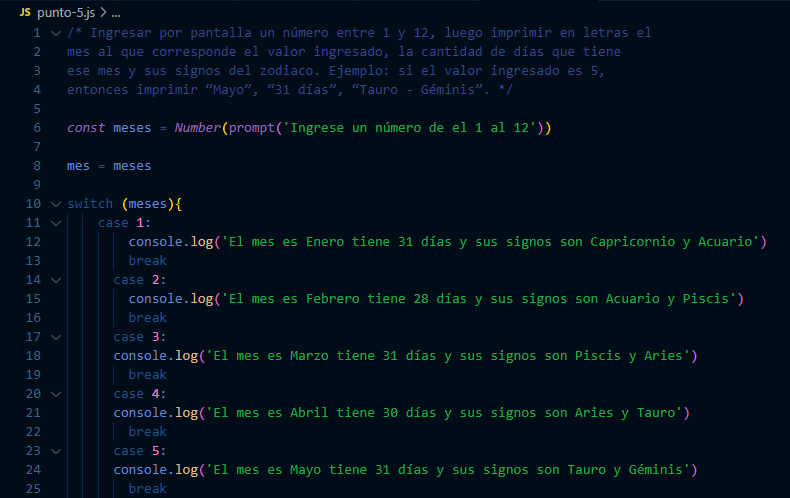 JS punto-5.js > ...
1 /* Ingresar por pantalla un número entre 1 y 12, luego imprimir en letras el
2 mes al que corresponde el valor ingresado, la cantidad de días que tiene
3 ese mes y sus signos del zodiaco. Ejemplo: si el valor ingresado es 5,
4 entonces imprimir “Mayo”, “31 días”, “Tauro - Géminis”. */
5
6 const meses = Number(prompt('Ingrese un número de el 1 al 12'))
7
8 mes = meses
9
10 switch (meses){
11 case 1:
12 console.log('El mes es Enero tiene 31 días y sus signos son Capricornio y Acuario')
13 break
14 case 2:
15 console.log('El mes es Febrero tiene 28 días y sus signos son Acuario y Piscis')
16 break
17 case 3:
18 console.log('El mes es Marzo tiene 31 días y sus signos son Piscis y Aries')
19 break
20 case 4:
21 console.log('El mes es Abril tiene 30 días y sus signos son Aries y Tauro')
22 break
23 case 5:
24 console.log('El mes es Mayo tiene 31 días y sus signos son Tauro y Géminis')
25 break